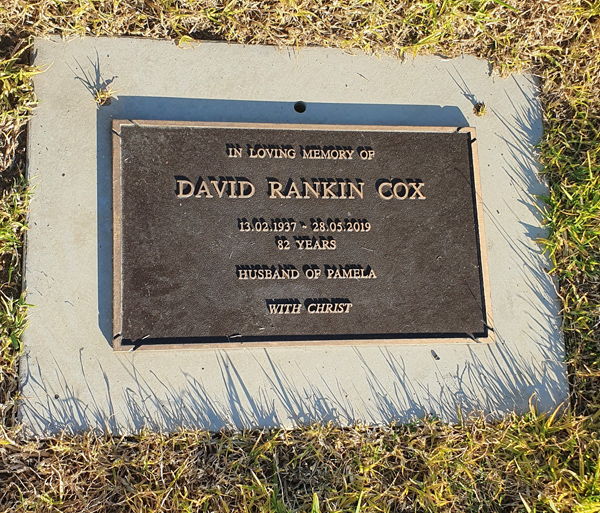 IN LOVING MEMORY OF
DAVID RANKIN COX
13.02.1937 ~ 28.05.2019
82 YEARS
HUSBAND OF PAMELA
WITH CHRIST